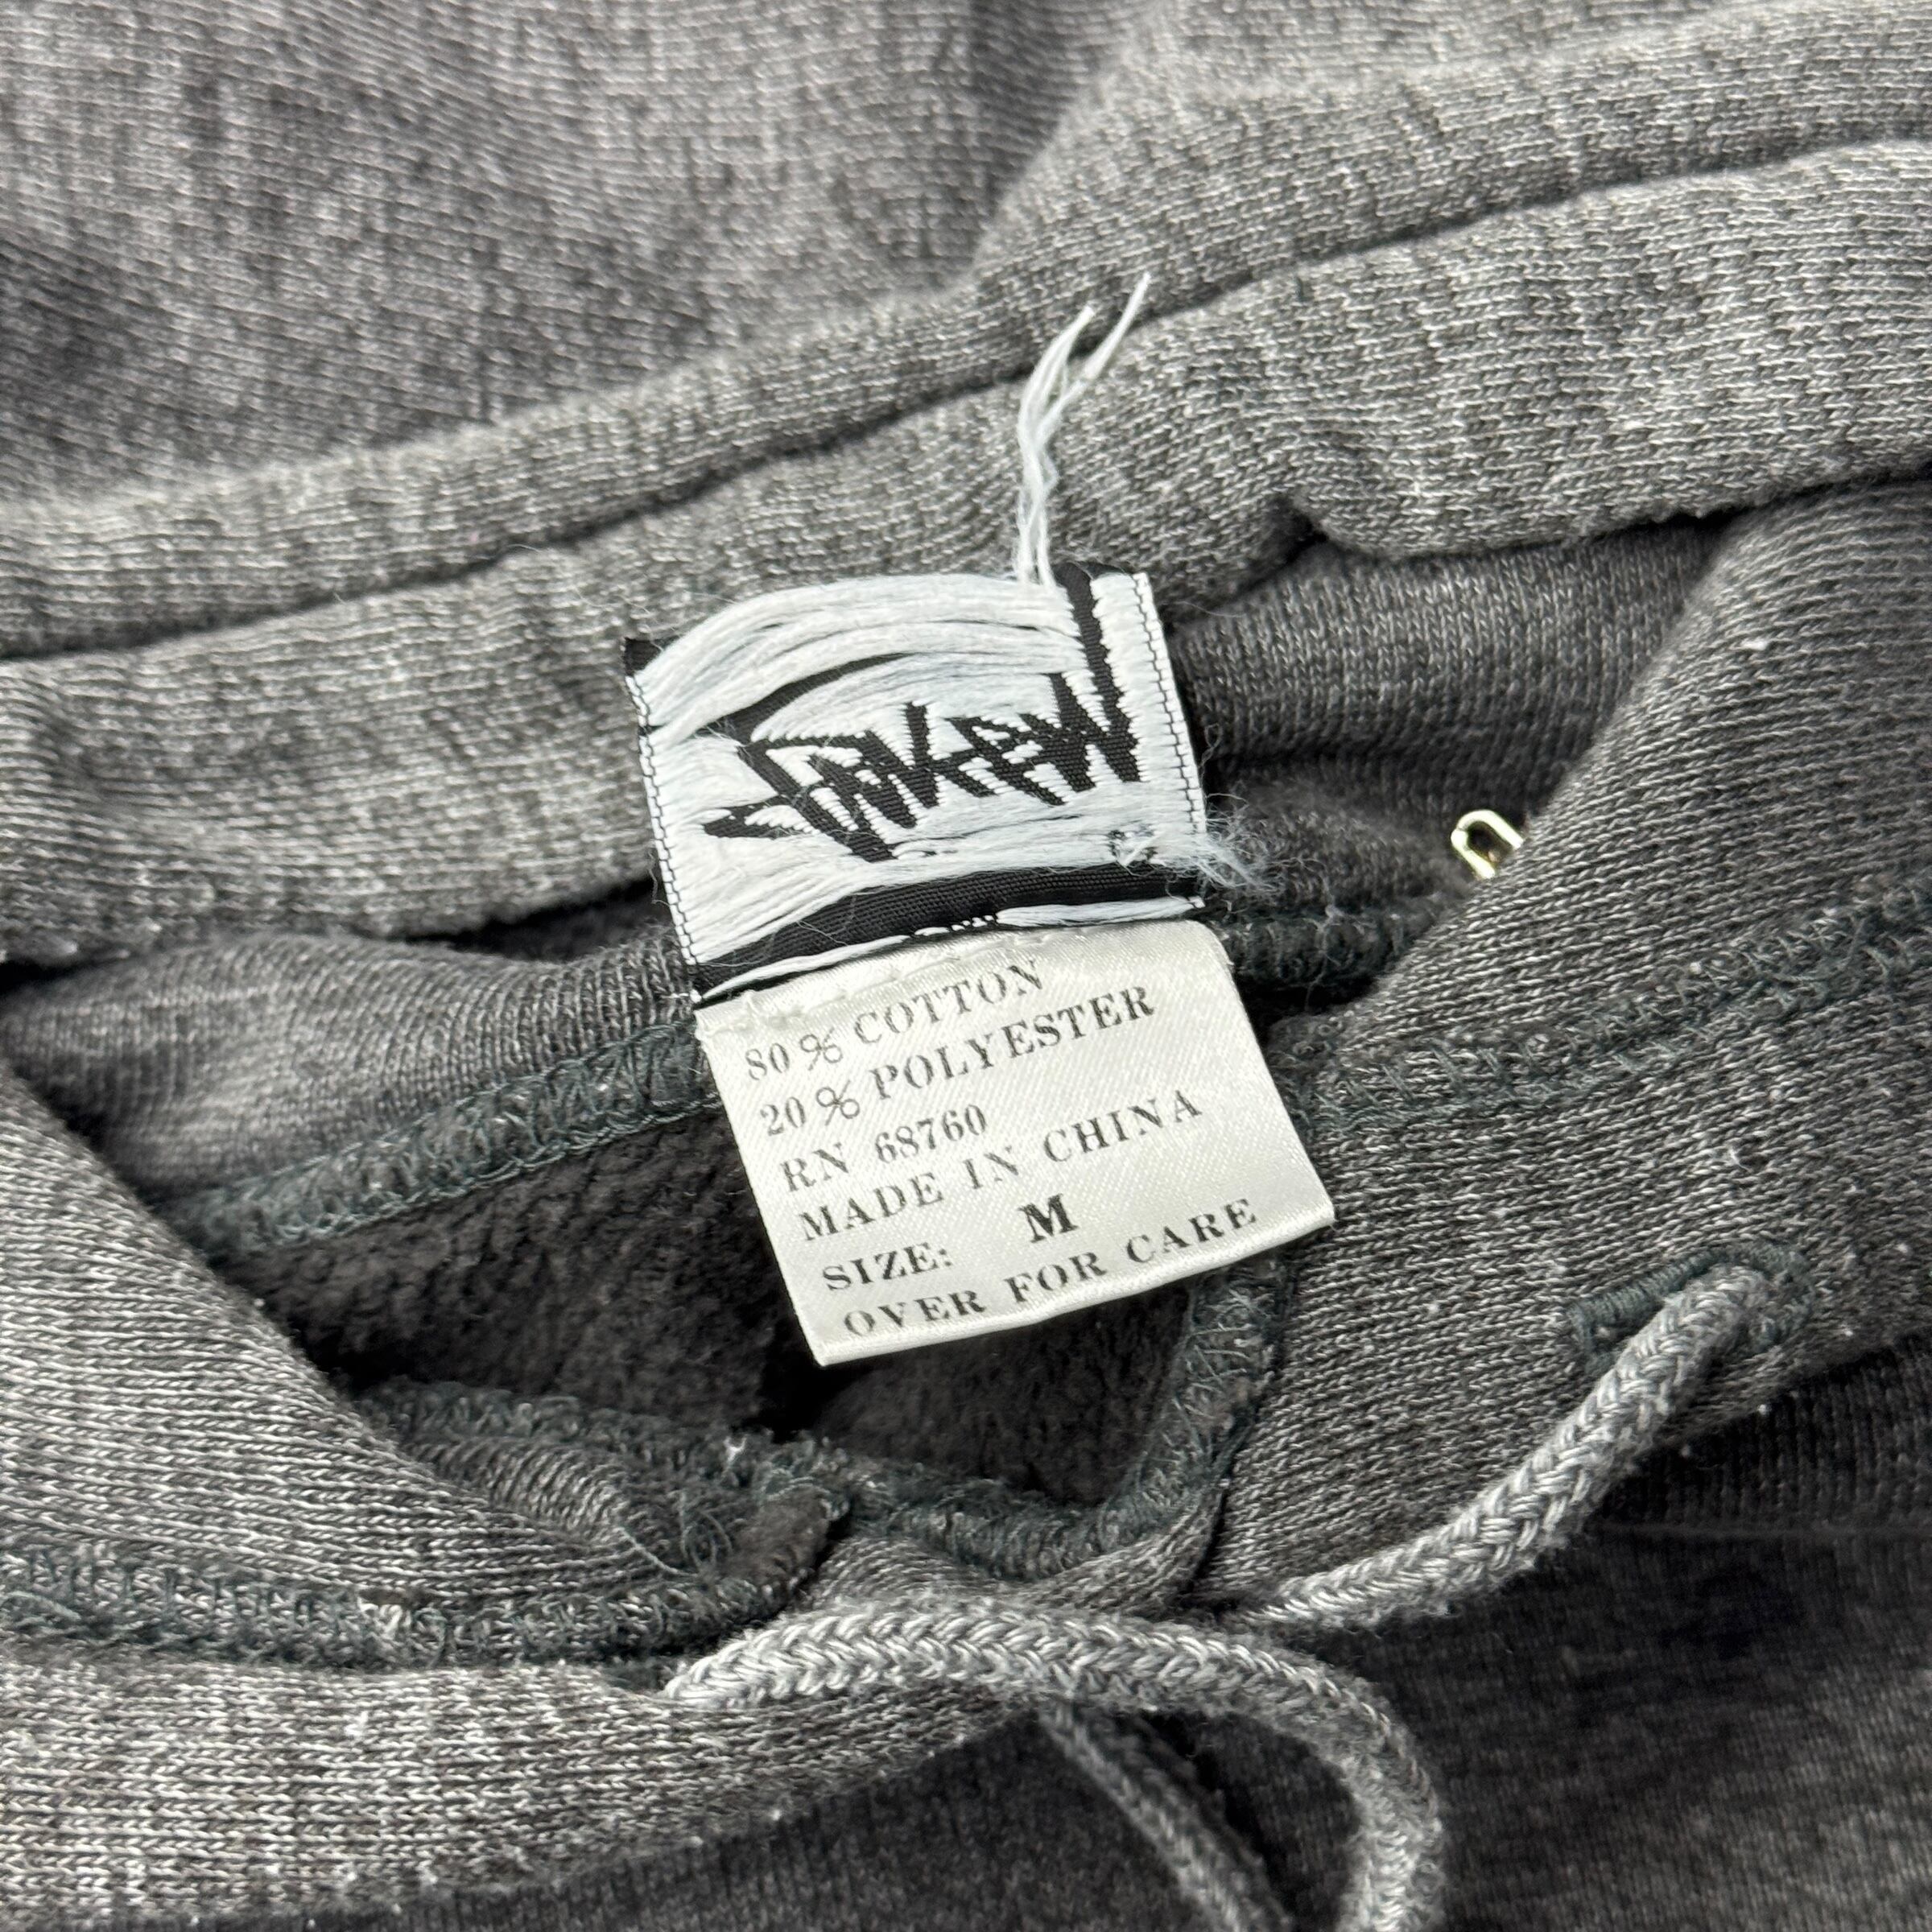 80% COTTON
20% POLYESTER
RN 68760
MADE IN CHINA
SIZE: M
OVER FOR CARE